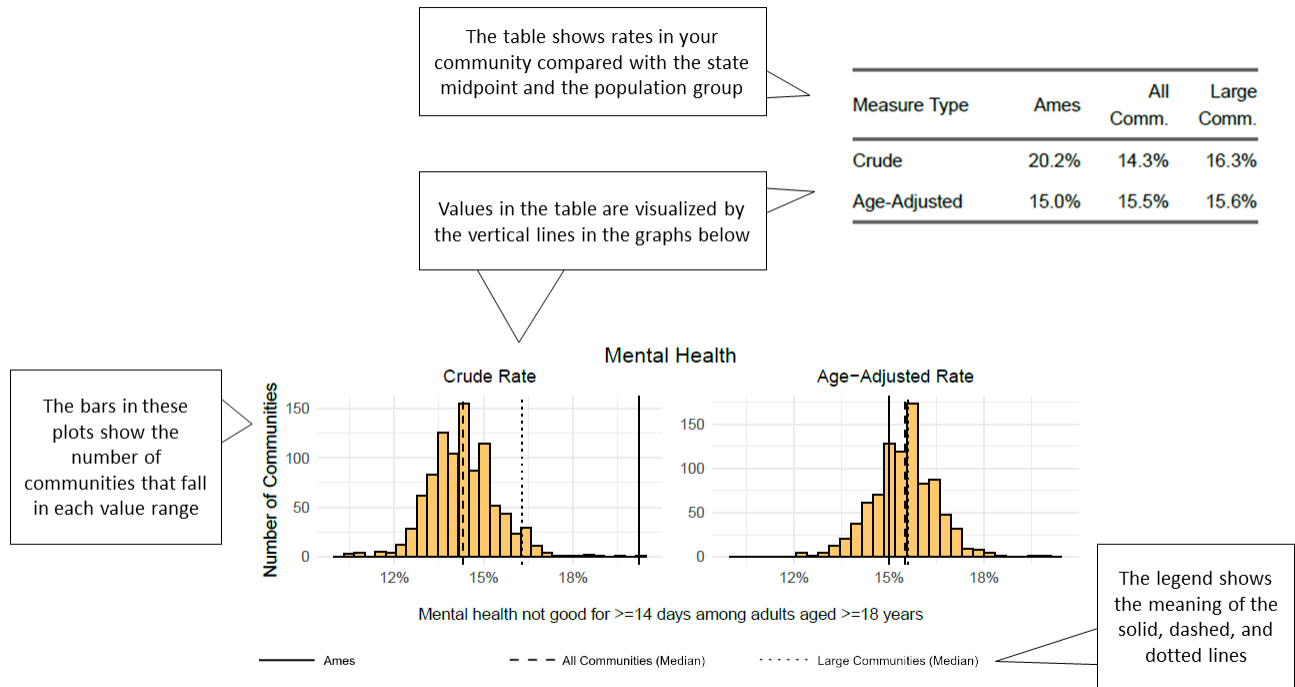 The table shows rates in your
community compared with the state
midpoint and the population group
Measure Type Ames All Comm. Large Comm.
Crude 20.2% 14.3% 16.3%
Age-Adjusted 15.0% 15.5% 15.6%
Values in the table are visualized by
the vertical lines in the graphs below
The bars in these
plots show the
number of
communities that fall
in each value range
Mental Health
Crude Rate
Age−Adjusted Rate
Number of Communities
150
100
50
0
12% 15% 18%
150
100
50
0
12% 15% 18%
Mental health not good for >=14 days among adults aged >=18 years
Ames All Communities (Median) Large Communities (Median)
The legend shows
the meaning of the
solid, dashed, and
dotted lines